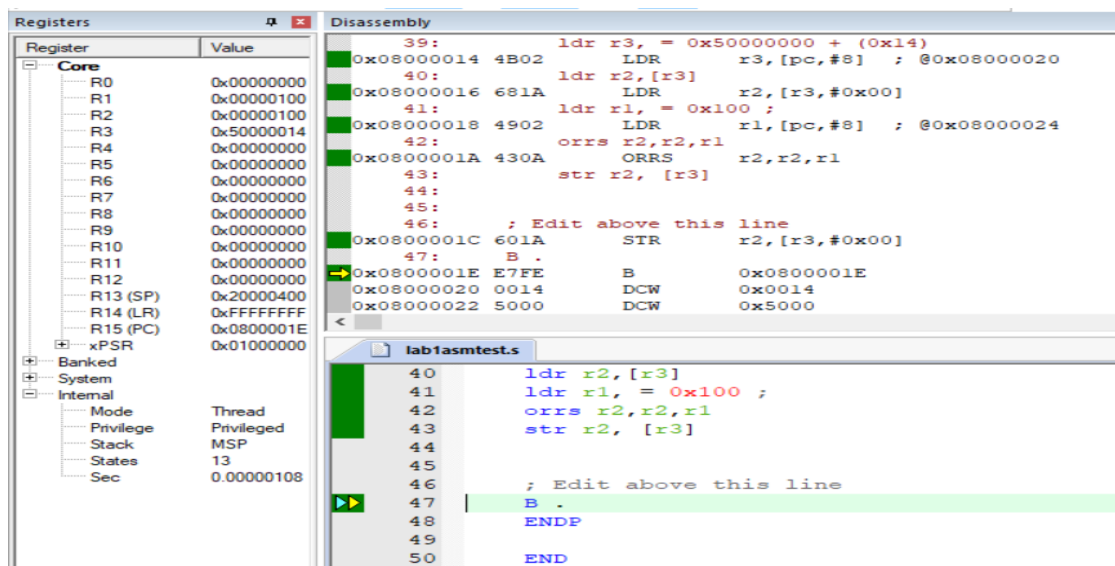 Registers
Register Value
Core
R0 0x00000000
R1 0x00000100
R2 0x00000100
R3 0x50000014
R4 0x00000000
R5 0x00000000
R6 0x00000000
R7 0x00000000
R8 0x00000000
R9 0x00000000
R10 0x00000000
R11 0x00000000
R12 0x00000000
R13 (SP) 0x20000400
R14 (LR) 0xFFFFFFFF
R15 (PC) 0x0800001E
xPSR 0x01000000
Banked
System
Internal
Mode Thread
Privilege Privileged
Stack MSP
States 13
Sec 0.00000108
Disassembly
39: ldr r3, = 0x50000000 + (0x14)
0x08000014 4B02 LDR r3,[pc,#8] ; @0x08000020
40: ldr r2,[r3]
0x08000016 681A LDR r2,[r3,#0x00]
41: ldr r1, = 0x100 ;
0x08000018 4902 LDR r1,[pc,#8] ; @0x08000024
42: orrs r2,r2,r1
0x0800001A 430A ORRS r2,r2,r1
43: str r2, [r3]
44:
45:
46: ; Edit above this line
0x0800001C 601A STR r2,[r3,#0x00]
47: B .
0x0800001E E7FE B 0x0800001E
0x08000020 0014 DCW 0x0014
0x08000022 5000 DCW 0x5000
lab1asmtest.s
40 ldr r2,[r3]
41 ldr r1, = 0x100 ;
42 orrs r2,r2,r1
43 str r2, [r3]
44
45
46 ; Edit above this line
47 B .
48 ENDP
49
50 END